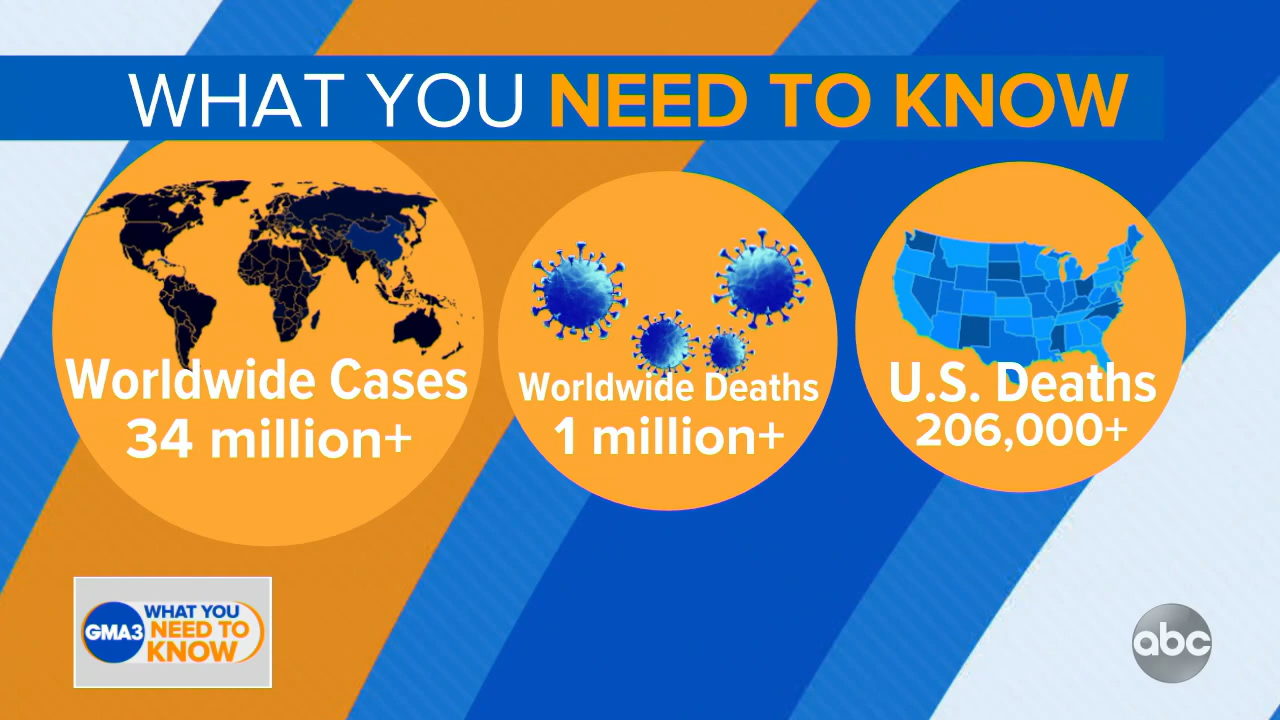 WHAT YOU NEED TO KNOW
Worldwide Cases
34 million+
Worldwide Deaths
1 million+
U.S. Deaths
206,000+
GMA3
WHAT YOU
NEED TO
KNOW
abc